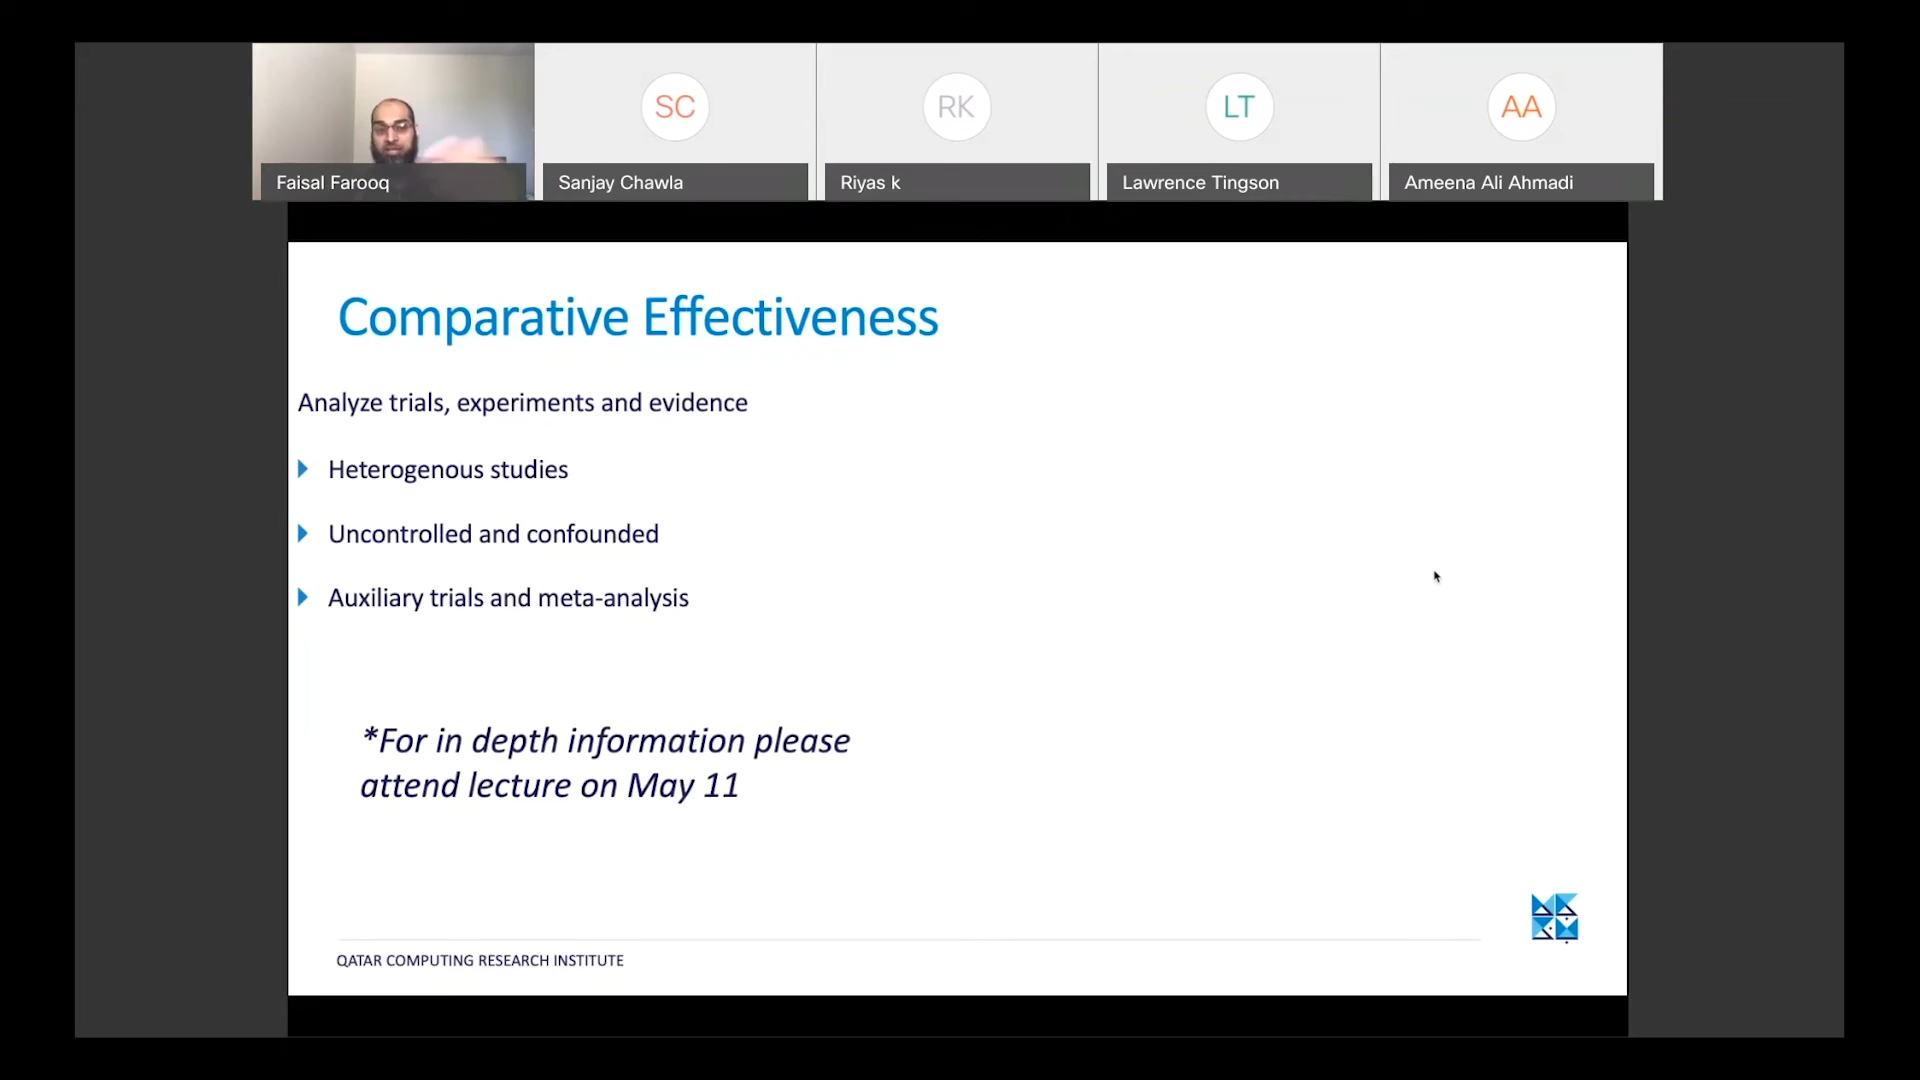 SC
RK
LT
AA
Faisal Farooq
Sanjay Chawla
Riyas k
Lawrence Tingson
Ameena Ali Ahmadi
Comparative Effectiveness
Analyze trials, experiments and evidence
Heterogenous studies
Uncontrolled and confounded
Auxiliary trials and meta-analysis
*For in depth information please
attend lecture on May 11
QATAR COMPUTING RESEARCH INSTITUTE